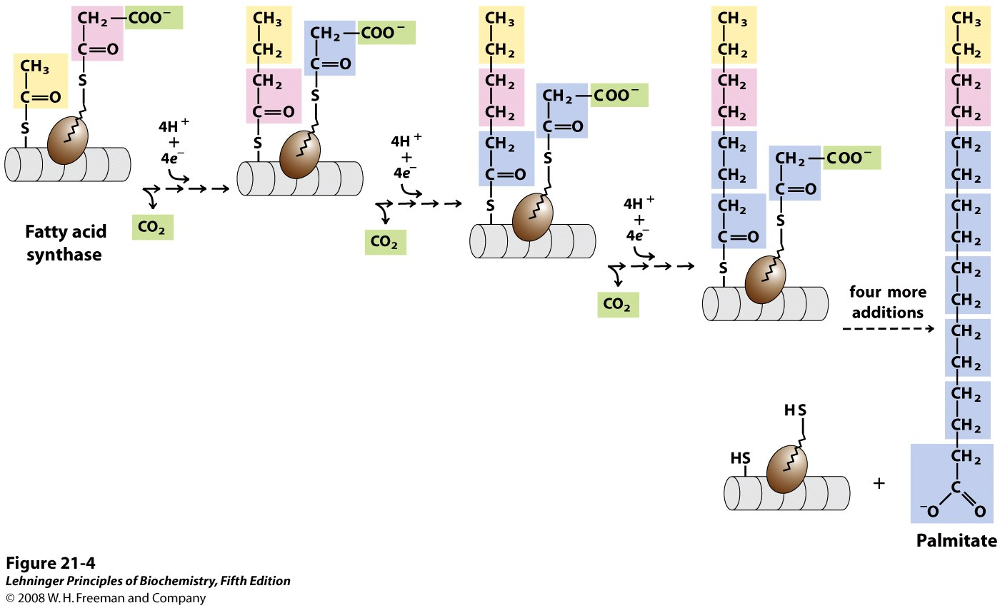 CH₂—COO⁻
C=O
S
CH₃
C=O
S
4H⁺
+
4e⁻
CO₂
Fatty acid
synthase
CH₃
CH₂
CH₂
C=O
S
CH₂—COO⁻
C=O
S
4H⁺
+
4e⁻
CO₂
CH₃
CH₂
CH₂
CH₂
CH₂
C=O
S
CH₂—COO⁻
C=O
S
4H⁺
+
4e⁻
CO₂
CH₃
CH₂
CH₂
CH₂
CH₂
CH₂
CH₂
C=O
S
CH₂—COO⁻
C=O
S
four more
additions
CH₃
CH₂
CH₂
CH₂
CH₂
CH₂
CH₂
CH₂
CH₂
CH₂
CH₂
CH₂
CH₂
CH₂
CH₂
C
⁻O O
Palmitate
HS
HS
+
Figure 21-4
Lehninger Principles of Biochemistry, Fifth Edition
© 2008 W. H. Freeman and Company